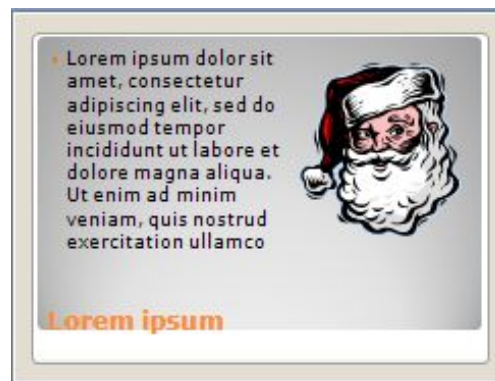 Lorem ipsum dolor sit
amet, consectetur
adipiscing elit, sed do
eiusmod tempor
incididunt ut labore et
dolore magna aliqua.
Ut enim ad minim
veniam, quis nostrud
exercitation ullamco
Lorem ipsum